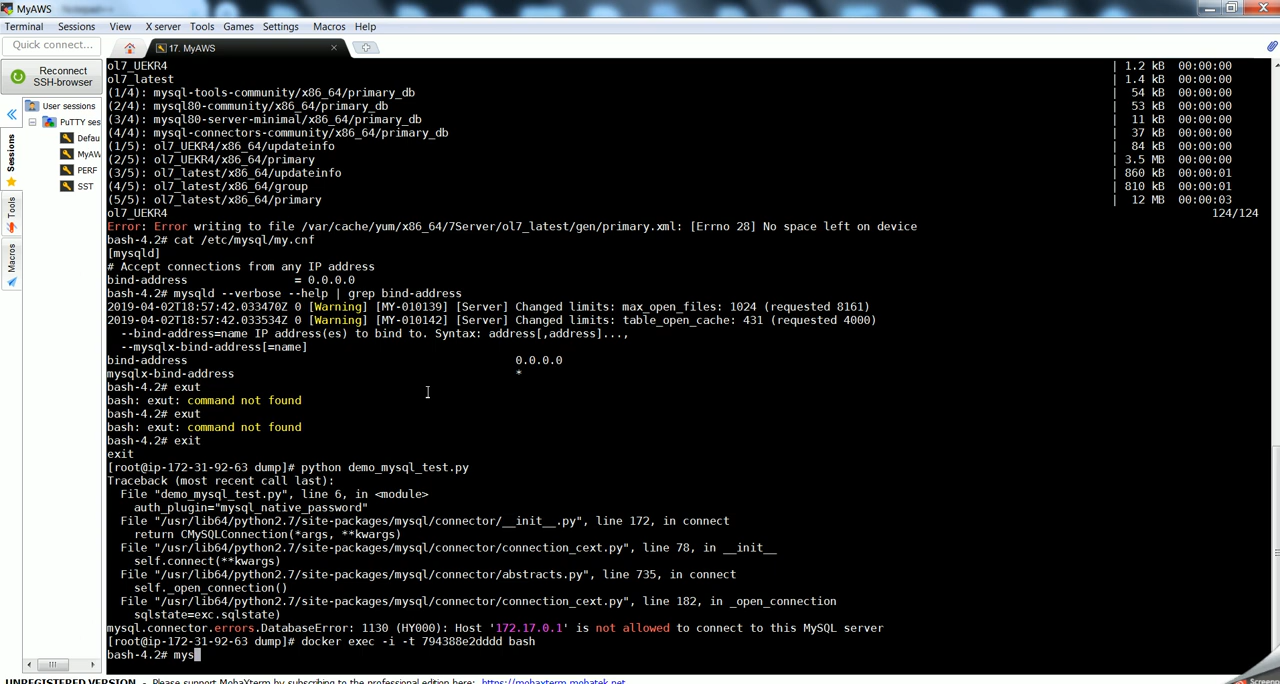 MyAWS
Terminal Sessions View X server Tools Games Settings Macros Help
Quick connect...
17. MyAWS
Reconnect
SSH-browser
User sessions
PuTTY ses
Defau
MyAW
PERF
SST
Sessions
Tools
Macros
ol7_UEKR4 | 1.2 kB 00:00:00
ol7_latest | 1.4 kB 00:00:00
(1/4): mysql-tools-community/x86_64/primary_db | 54 kB 00:00:00
(2/4): mysql80-community/x86_64/primary_db | 53 kB 00:00:00
(3/4): mysql80-server-minimal/x86_64/primary_db | 11 kB 00:00:00
(4/4): mysql-connectors-community/x86_64/primary_db | 37 kB 00:00:00
(1/5): ol7_UEKR4/x86_64/updateinfo | 84 kB 00:00:00
(2/5): ol7_UEKR4/x86_64/primary | 3.5 MB 00:00:00
(3/5): ol7_latest/x86_64/updateinfo | 860 kB 00:00:01
(4/5): ol7_latest/x86_64/group | 810 kB 00:00:01
(5/5): ol7_latest/x86_64/primary | 12 MB 00:00:03
ol7_UEKR4 124/124
Error: Error writing to file /var/cache/yum/x86_64/7Server/ol7_latest/gen/primary.xml: [Errno 28] No space left on device
bash-4.2# cat /etc/mysql/my.cnf
[mysqld]
# Accept connections from any IP address
bind-address = 0.0.0.0
bash-4.2# mysqld --verbose --help | grep bind-address
2019-04-02T18:57:42.033470Z 0 [Warning] [MY-010139] [Server] Changed limits: max_open_files: 1024 (requested 8161)
2019-04-02T18:57:42.033534Z 0 [Warning] [MY-010142] [Server] Changed limits: table_open_cache: 431 (requested 4000)
--bind-address=name IP address(es) to bind to. Syntax: address[,address]...,
--mysqlx-bind-address[=name]
bind-address 0.0.0.0
mysqlx-bind-address *
bash-4.2# exut
bash: exut: command not found
bash-4.2# exut
bash: exut: command not found
bash-4.2# exit
exit
[root@ip-172-31-92-63 dump]# python demo_mysql_test.py
Traceback (most recent call last):
File "demo_mysql_test.py", line 6, in <module>
auth_plugin="mysql_native_password"
File "/usr/lib64/python2.7/site-packages/mysql/connector/__init__.py", line 172, in connect
return CMySQLConnection(*args, **kwargs)
File "/usr/lib64/python2.7/site-packages/mysql/connector/connection_cext.py", line 78, in __init__
self.connect(**kwargs)
File "/usr/lib64/python2.7/site-packages/mysql/connector/abstracts.py", line 735, in connect
self._open_connection()
File "/usr/lib64/python2.7/site-packages/mysql/connector/connection_cext.py", line 182, in _open_connection
sqlstate=exc.sqlstate)
mysql.connector.errors.DatabaseError: 1130 (HY000): Host '172.17.0.1' is not allowed to connect to this MySQL server
[root@ip-172-31-92-63 dump]# docker exec -i -t 794388e2dddd bash
bash-4.2# mys
UNREGISTERED VERSION - Please support MobaXterm by subscribing to the professional edition here: https://mobaxterm.mobatek.net